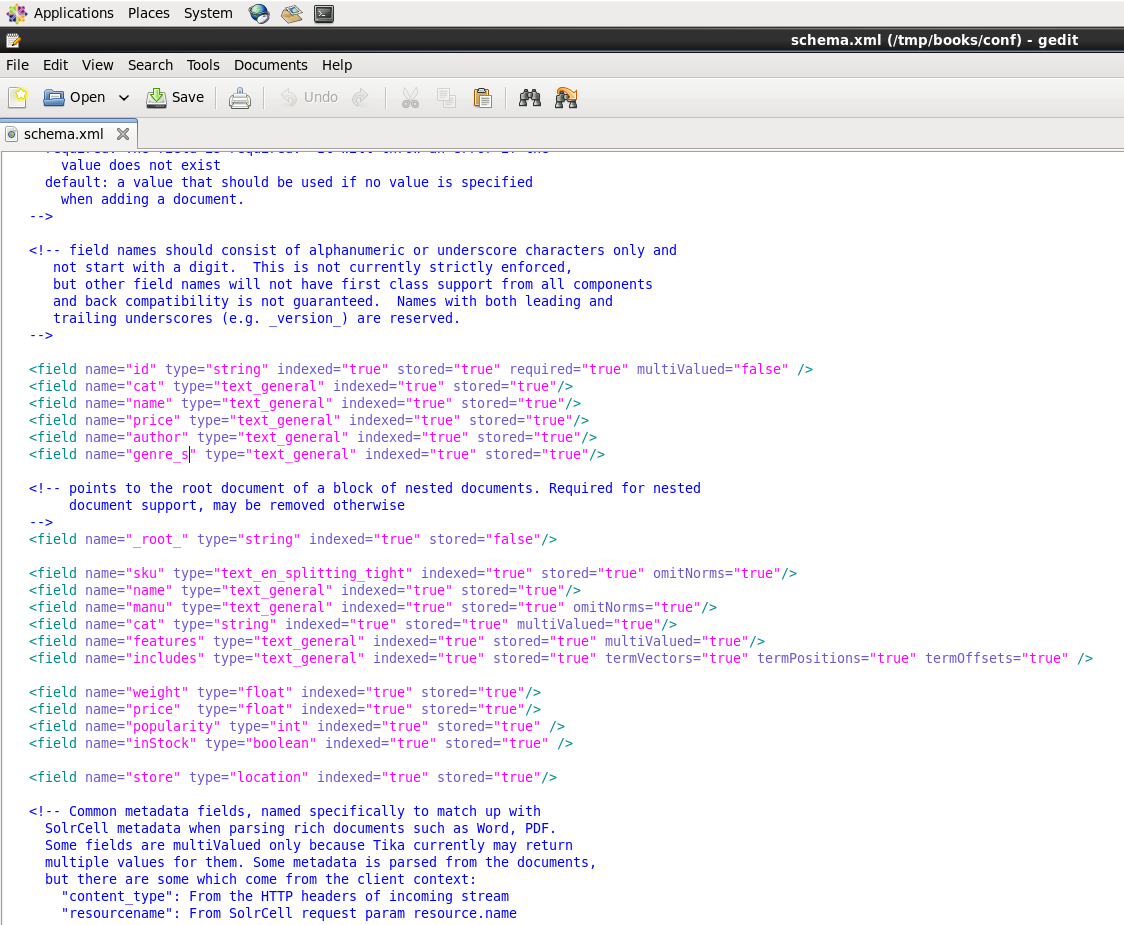 Applications Places System
schema.xml (/tmp/books/conf) - gedit
File Edit View Search Tools Documents Help
Open Save Undo
schema.xml
required: The field is required. It will throw an error if the
value does not exist
default: a value that should be used if no value is specified
when adding a document.
-->
<!-- field names should consist of alphanumeric or underscore characters only and
not start with a digit.  This is not currently strictly enforced,
but other field names will not have first class support from all components
and back compatibility is not guaranteed.  Names with both leading and
trailing underscores (e.g. _version_) are reserved.
-->
<field name="id" type="string" indexed="true" stored="true" required="true" multiValued="false" />
<field name="cat" type="text_general" indexed="true" stored="true"/>
<field name="name" type="text_general" indexed="true" stored="true"/>
<field name="price" type="text_general" indexed="true" stored="true"/>
<field name="author" type="text_general" indexed="true" stored="true"/>
<field name="genre_s" type="text_general" indexed="true" stored="true"/>
<!-- points to the root document of a block of nested documents. Required for nested
document support, may be removed otherwise
-->
<field name="_root_" type="string" indexed="true" stored="false"/>
<field name="sku" type="text_en_splitting_tight" indexed="true" stored="true" omitNorms="true"/>
<field name="name" type="text_general" indexed="true" stored="true"/>
<field name="manu" type="text_general" indexed="true" stored="true" omitNorms="true"/>
<field name="cat" type="string" indexed="true" stored="true" multiValued="true"/>
<field name="features" type="text_general" indexed="true" stored="true" multiValued="true"/>
<field name="includes" type="text_general" indexed="true" stored="true" termVectors="true" termPositions="true" termOffsets="true" />
<field name="weight" type="float" indexed="true" stored="true"/>
<field name="price"  type="float" indexed="true" stored="true"/>
<field name="popularity" type="int" indexed="true" stored="true" />
<field name="inStock" type="boolean" indexed="true" stored="true" />
<field name="store" type="location" indexed="true" stored="true"/>
<!-- Common metadata fields, named specifically to match up with
SolrCell metadata when parsing rich documents such as Word, PDF.
Some fields are multiValued only because Tika currently may return
multiple values for them. Some metadata is parsed from the documents,
but there are some which come from the client context:
"content_type": From the HTTP headers of incoming stream
"resourcename": From SolrCell request param resource.name